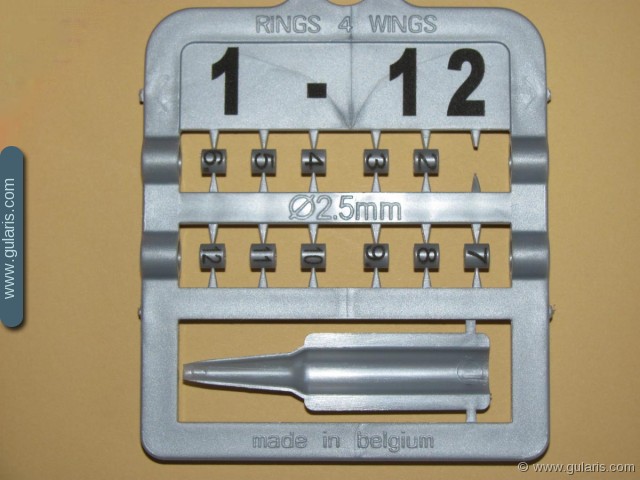 RINGS 4 WINGS
1 - 12
6 5 4 3 2
Ø2.5mm
12 11 10 9 8 7
made in belgium
www.gularis.com
© www.gularis.com